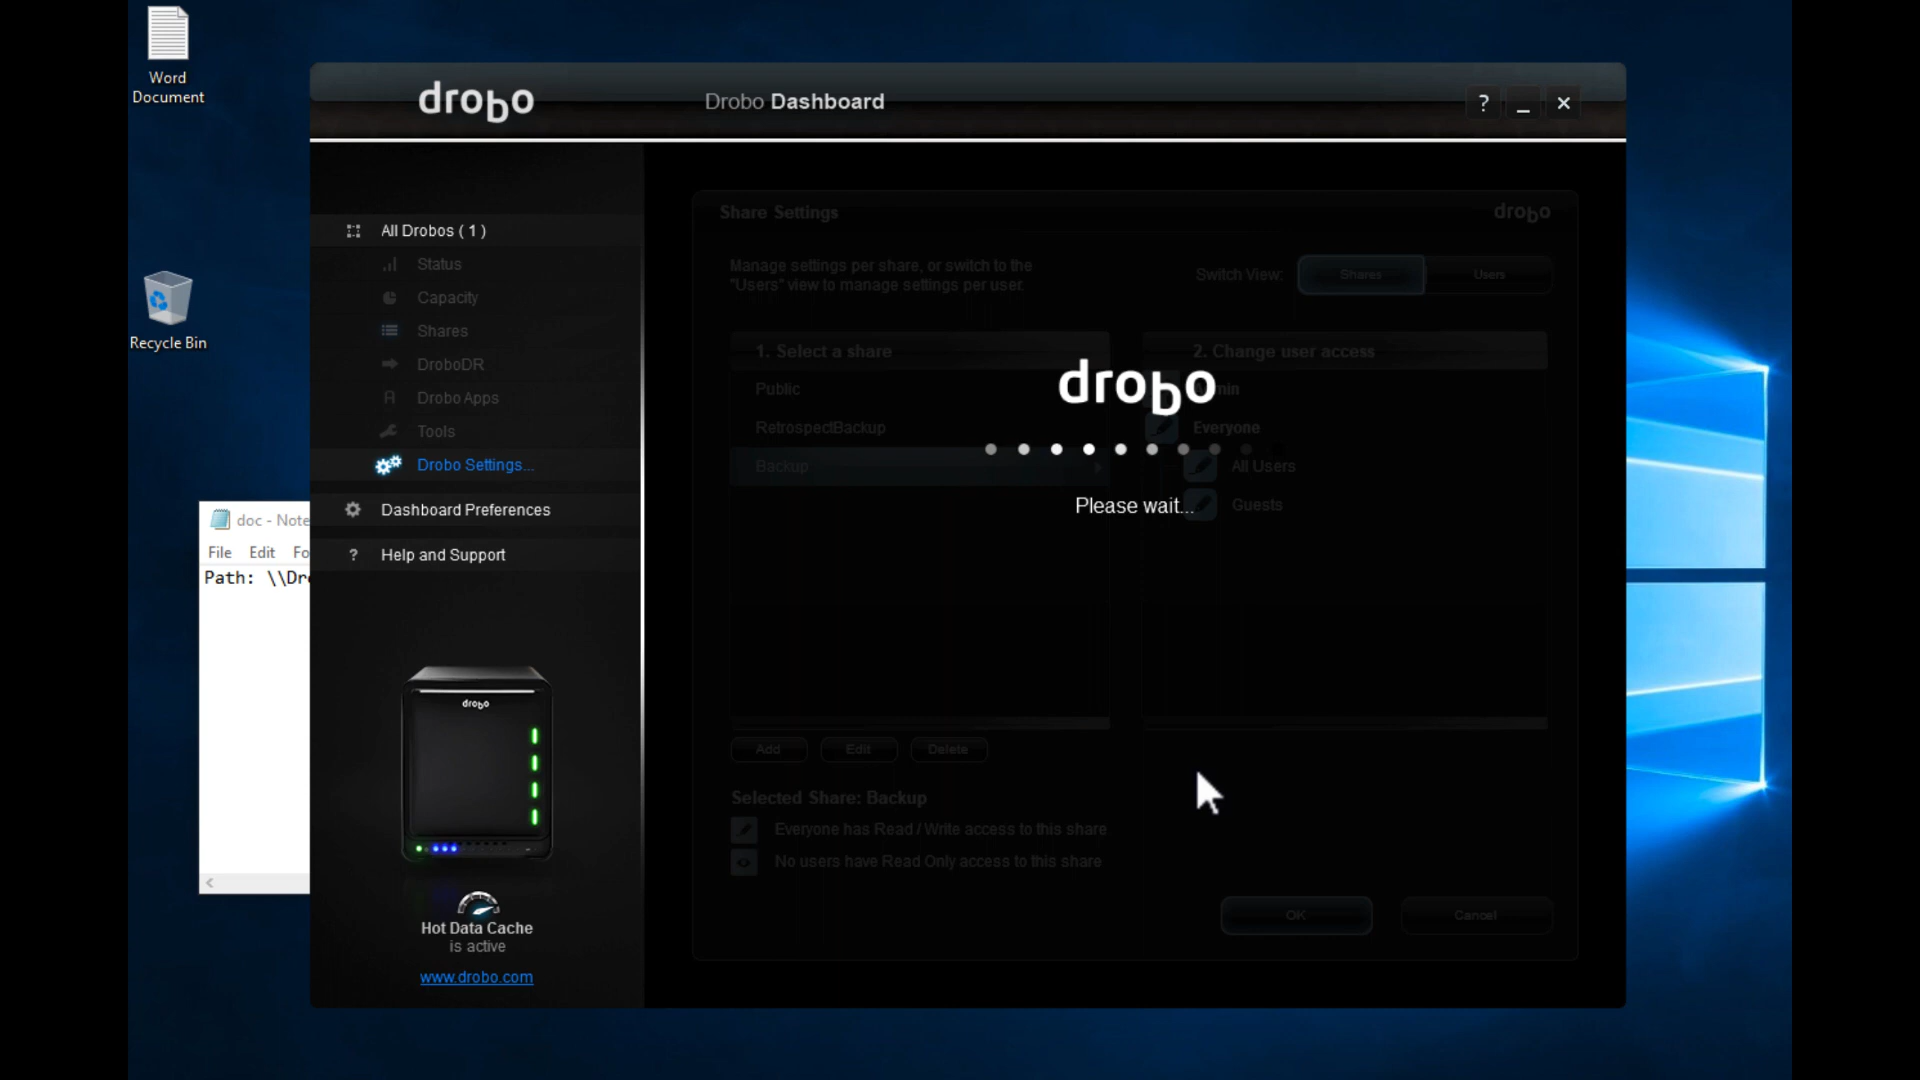 Word
Document
Recycle Bin
doc - Note
File Edit Fo
Path: \\Dr
drobo
Drobo Dashboard
?
All Drobos ( 1 )
Status
Capacity
Shares
DroboDR
Drobo Apps
Tools
Drobo Settings...
Dashboard Preferences
? Help and Support
drobo
Hot Data Cache
is active
www.drobo.com
Share Settings
drobo
Manage settings per share, or switch to the
"Users" view to manage settings per user.
Switch View: Shares Users
1. Select a share
Public
RetrospectBackup
Backup
2. Change user access
Everyone
All Users
Guests
drobo
Please wait...
Add Edit Delete
Selected Share: Backup
Everyone has Read / Write access to this share
No users have Read Only access to this share
OK Cancel